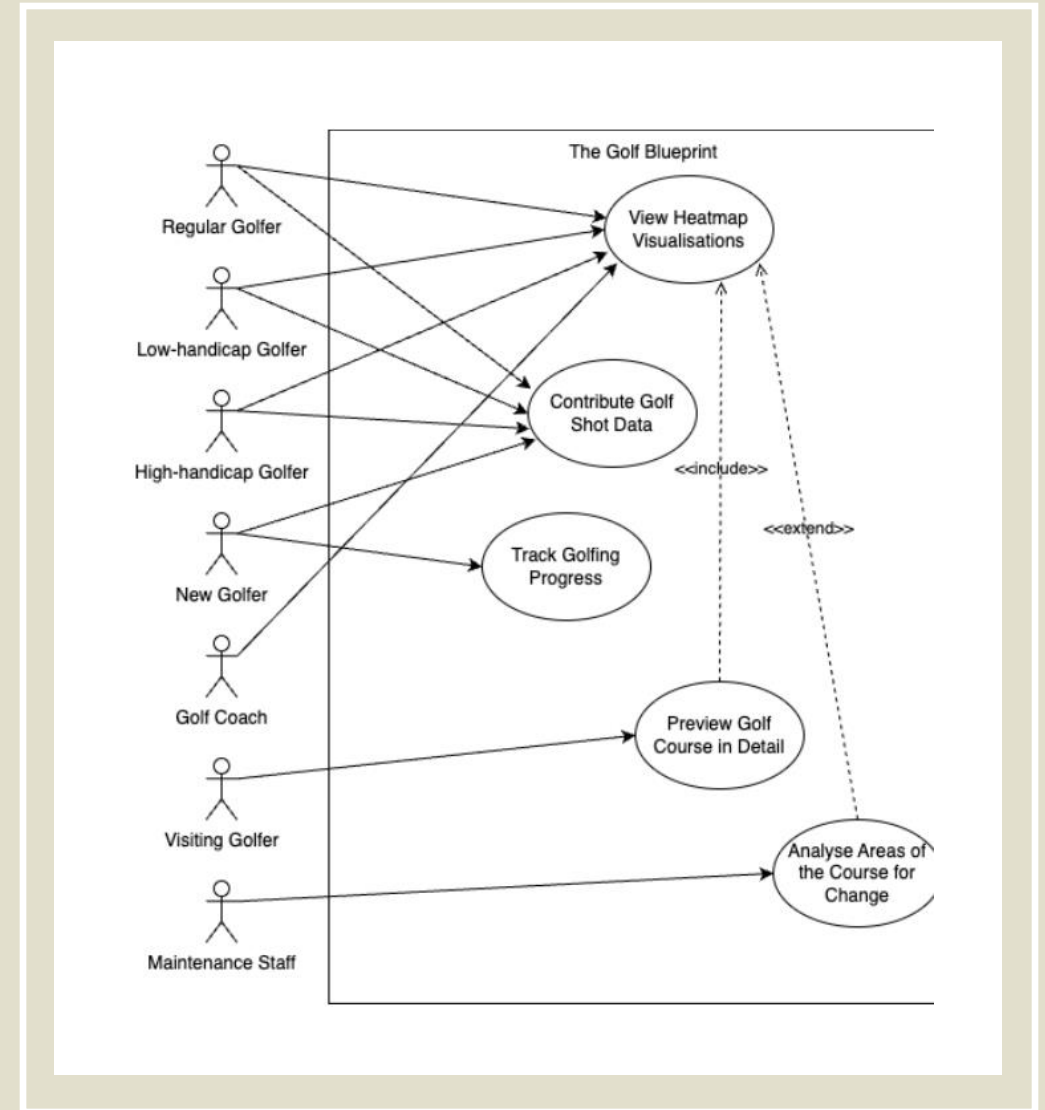 The Golf Blueprint
View Heatmap
Visualisations
Regular Golfer
Low-handicap Golfer
Contribute Golf
Shot Data
High-handicap Golfer
<<include>>
<<extend>>
Track Golfing
Progress
New Golfer
Golf Coach
Preview Golf
Course in Detail
Visiting Golfer
Analyse Areas of
the Course for
Change
Maintenance Staff